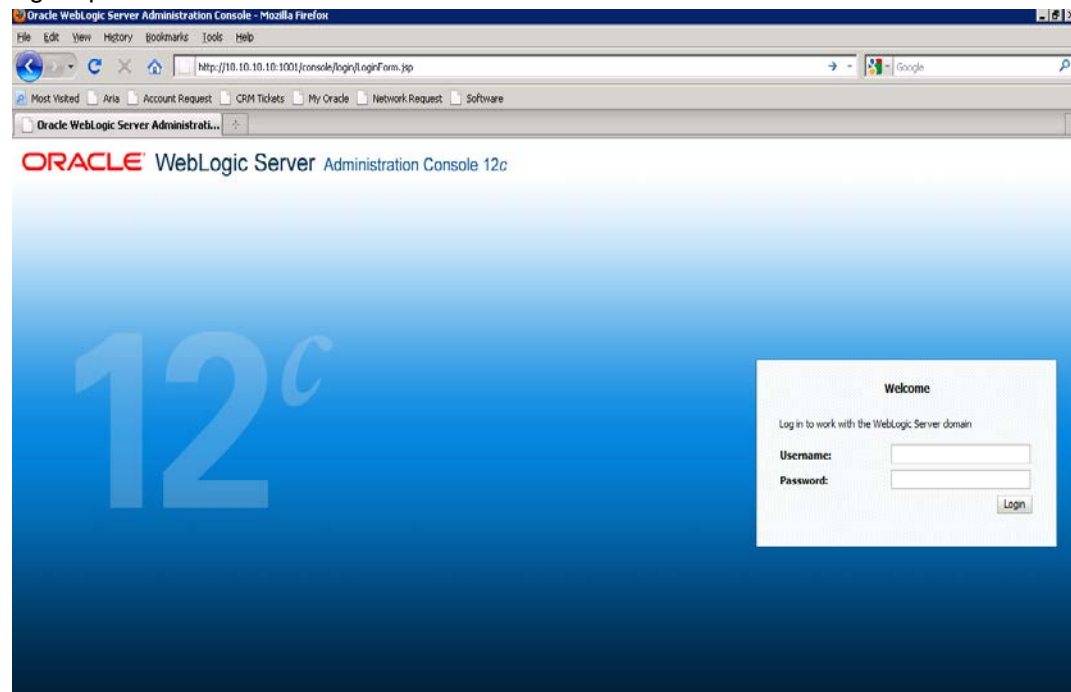 Oracle WebLogic Server Administration Console - Mozilla Firefox
File Edit View History Bookmarks Tools Help
http://10.10.10.10:1001/console/login/LoginForm.jsp
Google
Most Visited Aria Account Request CRM Tickets My Oracle Network Request Software
Oracle WebLogic Server Administrati...
ORACLE WebLogic Server Administration Console 12c
12c
Welcome
Log in to work with the WebLogic Server domain
Username:
Password:
Login